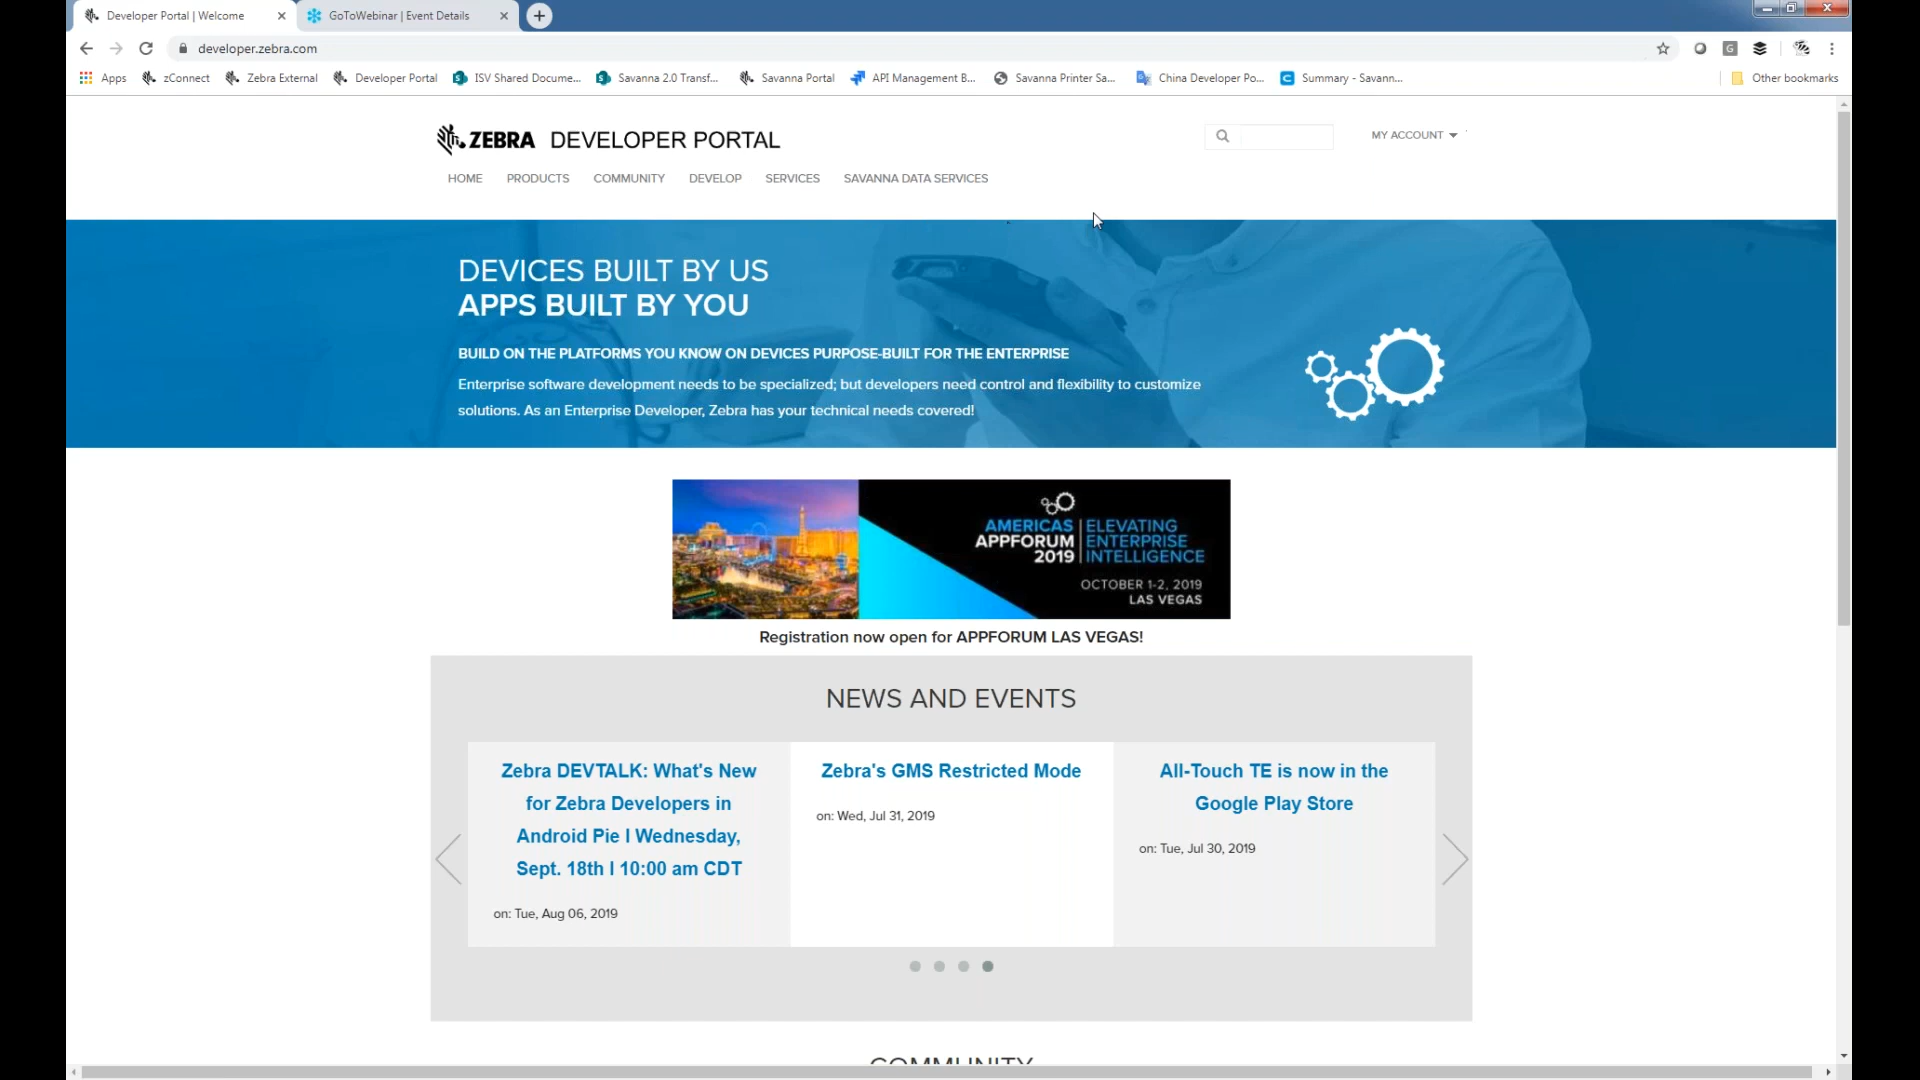 Developer Portal | Welcome
GoToWebinar | Event Details
developer.zebra.com
G
Apps
zConnect
Zebra External
Developer Portal
ISV Shared Docume...
Savanna 2.0 Transf...
Savanna Portal
API Management B...
Savanna Printer Sa...
China Developer Po...
Summary - Savann...
Other bookmarks
ZEBRA DEVELOPER PORTAL
MY ACCOUNT
HOME
PRODUCTS
COMMUNITY
DEVELOP
SERVICES
SAVANNA DATA SERVICES
DEVICES BUILT BY US
APPS BUILT BY YOU
BUILD ON THE PLATFORMS YOU KNOW ON DEVICES PURPOSE-BUILT FOR THE ENTERPRISE
Enterprise software development needs to be specialized; but developers need control and flexibility to customize
solutions. As an Enterprise Developer, Zebra has your technical needs covered!
AMERICAS
APPFORUM
2019
ELEVATING
ENTERPRISE
INTELLIGENCE
OCTOBER 1-2, 2019
LAS VEGAS
Registration now open for APPFORUM LAS VEGAS!
NEWS AND EVENTS
Zebra DEVTALK: What's New
for Zebra Developers in
Android Pie l Wednesday,
Sept. 18th l 10:00 am CDT
on: Tue, Aug 06, 2019
Zebra's GMS Restricted Mode
on: Wed, Jul 31, 2019
All-Touch TE is now in the
Google Play Store
on: Tue, Jul 30, 2019
COMMUNITY